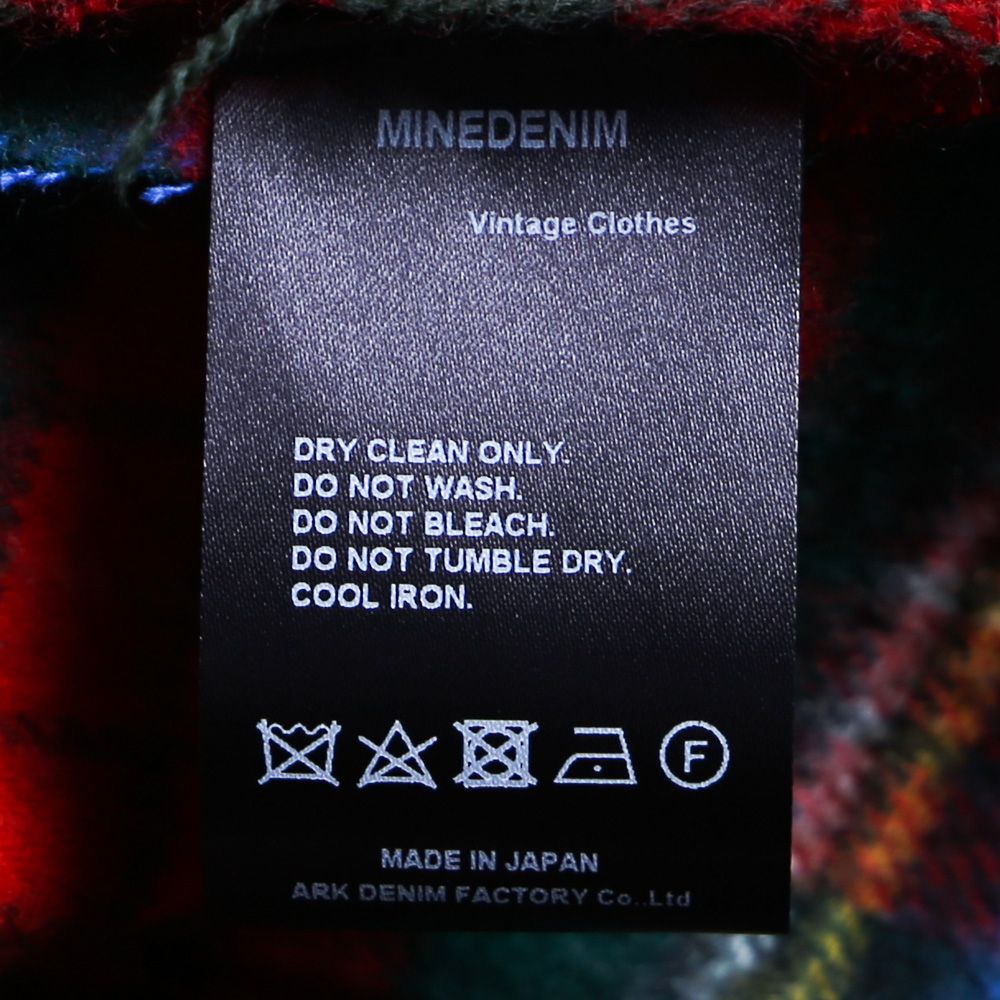 MINEDENIM
Vintage Clothes
DRY CLEAN ONLY.
DO NOT WASH.
DO NOT BLEACH.
DO NOT TUMBLE DRY.
COOL IRON.
F
MADE IN JAPAN
ARK DENIM FACTORY Co.,Ltd